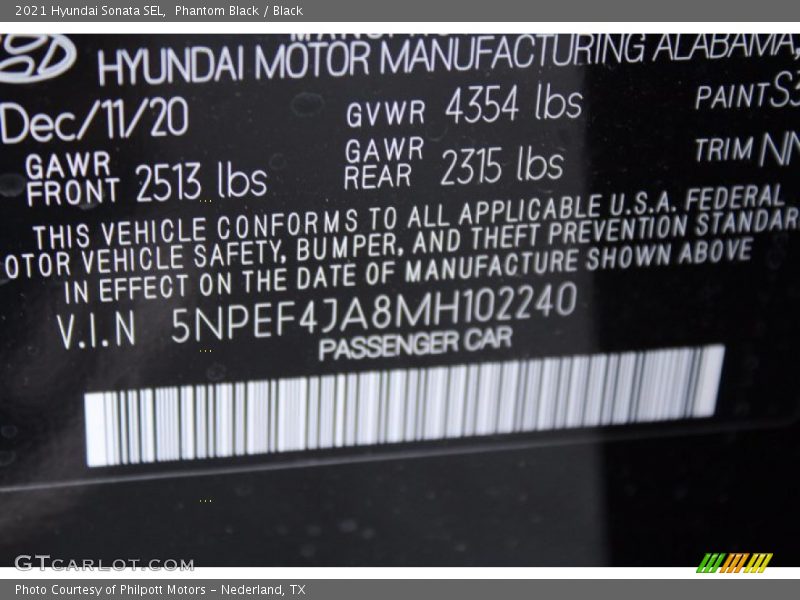 2021 Hyundai Sonata SEL, Phantom Black / Black
HYUNDAI MOTOR MANUFACTURING ALABAMA,
Dec/11/20
GVWR 4354 lbs
PAINT S3
GAWR FRONT 2513 lbs
GAWR REAR 2315 lbs
TRIM NN
THIS VEHICLE CONFORMS TO ALL APPLICABLE U.S.A. FEDERAL
OTOR VEHICLE SAFETY, BUMPER, AND THEFT PREVENTION STANDAR
IN EFFECT ON THE DATE OF MANUFACTURE SHOWN ABOVE
V.I.N 5NPEF4JA8MH102240
PASSENGER CAR
GTCARLOT.COM
Photo Courtesy of Philpott Motors - Nederland, TX